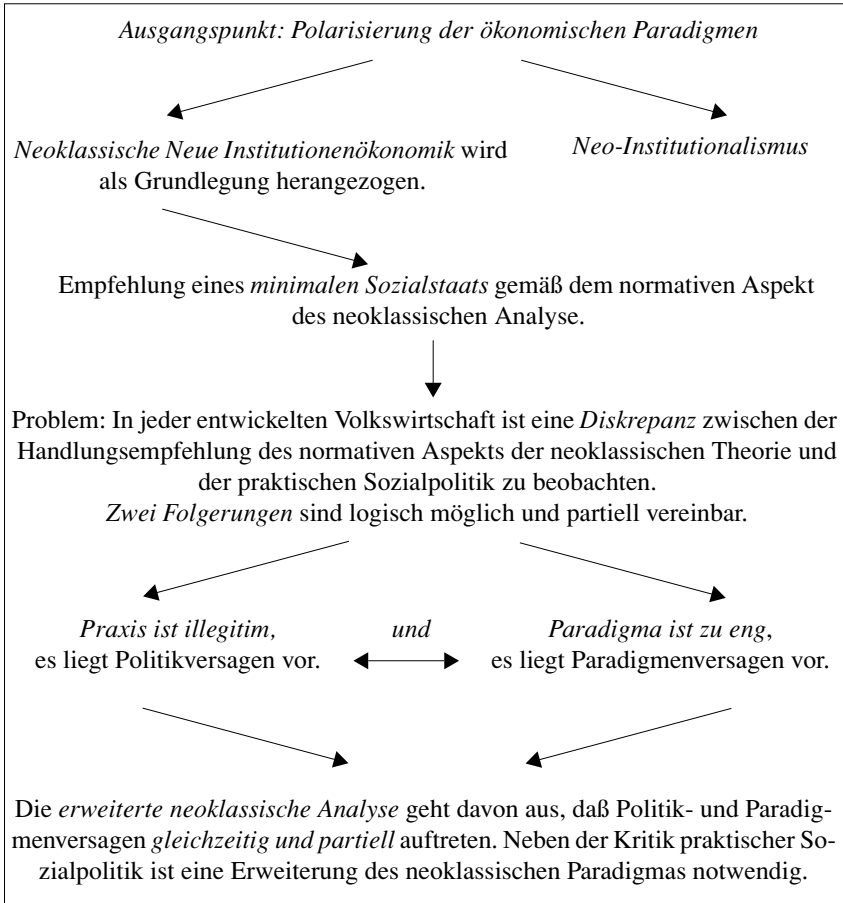 Ausgangspunkt: Polarisierung der ökonomischen Paradigmen
Neoklassische Neue Institutionenökonomik wird
als Grundlegung herangezogen.
Neo-Institutionalismus
Empfehlung eines minimalen Sozialstaats gemäß dem normativen Aspekt
des neoklassischen Analyse.
Problem: In jeder entwickelten Volkswirtschaft ist eine Diskrepanz zwischen der
Handlungsempfehlung des normativen Aspekts der neoklassischen Theorie und
der praktischen Sozialpolitik zu beobachten.
Zwei Folgerungen sind logisch möglich und partiell vereinbar.
Praxis ist illegitim,
es liegt Politikversagen vor.
und
Paradigma ist zu eng,
es liegt Paradigmenversagen vor.
Die erweiterte neoklassische Analyse geht davon aus, daß Politik- und Paradig-
menversagen gleichzeitig und partiell auftreten. Neben der Kritik praktischer So-
zialpolitik ist eine Erweiterung des neoklassischen Paradigmas notwendig.